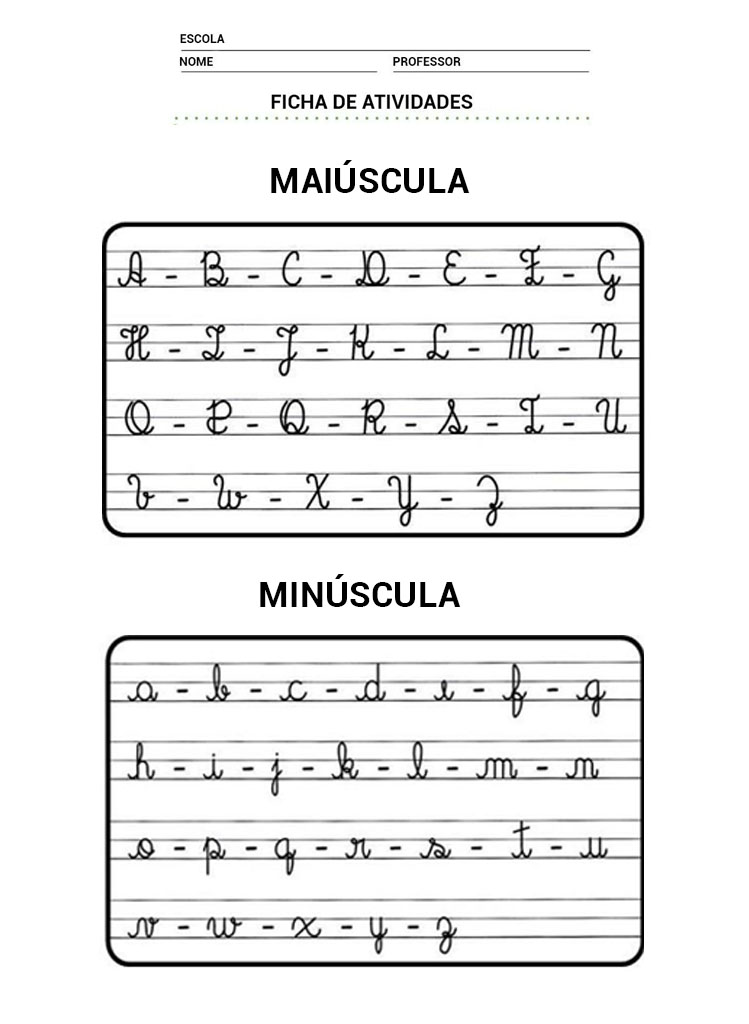 ESCOLA
NOME PROFESSOR
FICHA DE ATIVIDADES
MAIÚSCULA
A - B - C - D - E - F - G
H - I - J - K - L - M - N
O - P - Q - R - S - T - U
V - W - X - Y - Z
MINÚSCULA
a - b - c - d - e - f - g
h - i - j - k - l - m - n
o - p - q - r - s - t - u
v - w - x - y - z